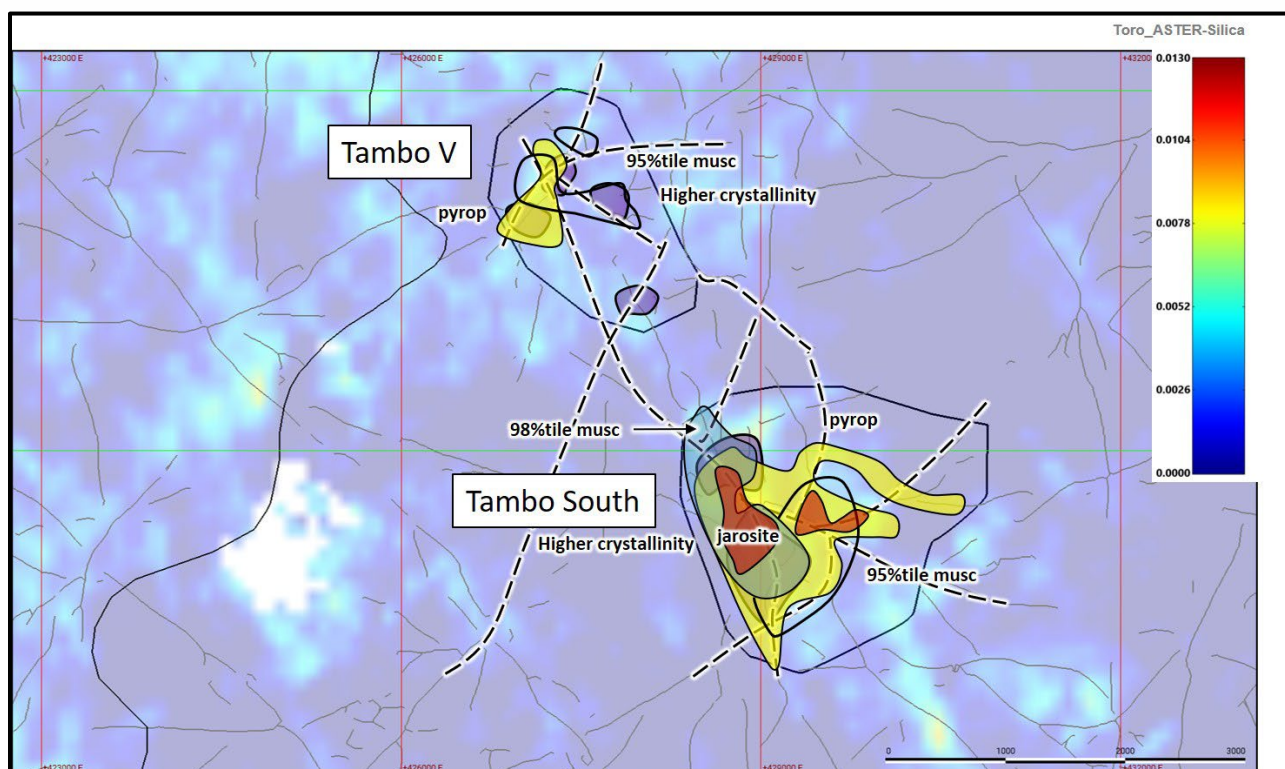 Toro_ASTER-Silica
+423000 E
+426000 E
+429000 E
+432000
0.0130
0.0104
0.0078
0.0052
0.0026
0.0000
Tambo V
95%tile musc
Higher crystallinity
pyrop
98%tile musc
pyrop
Tambo South
Higher crystallinity
jarosite
95%tile musc
0
1000
2000
3000
+423000 E
+426000 E
+429000 E
+432000 E